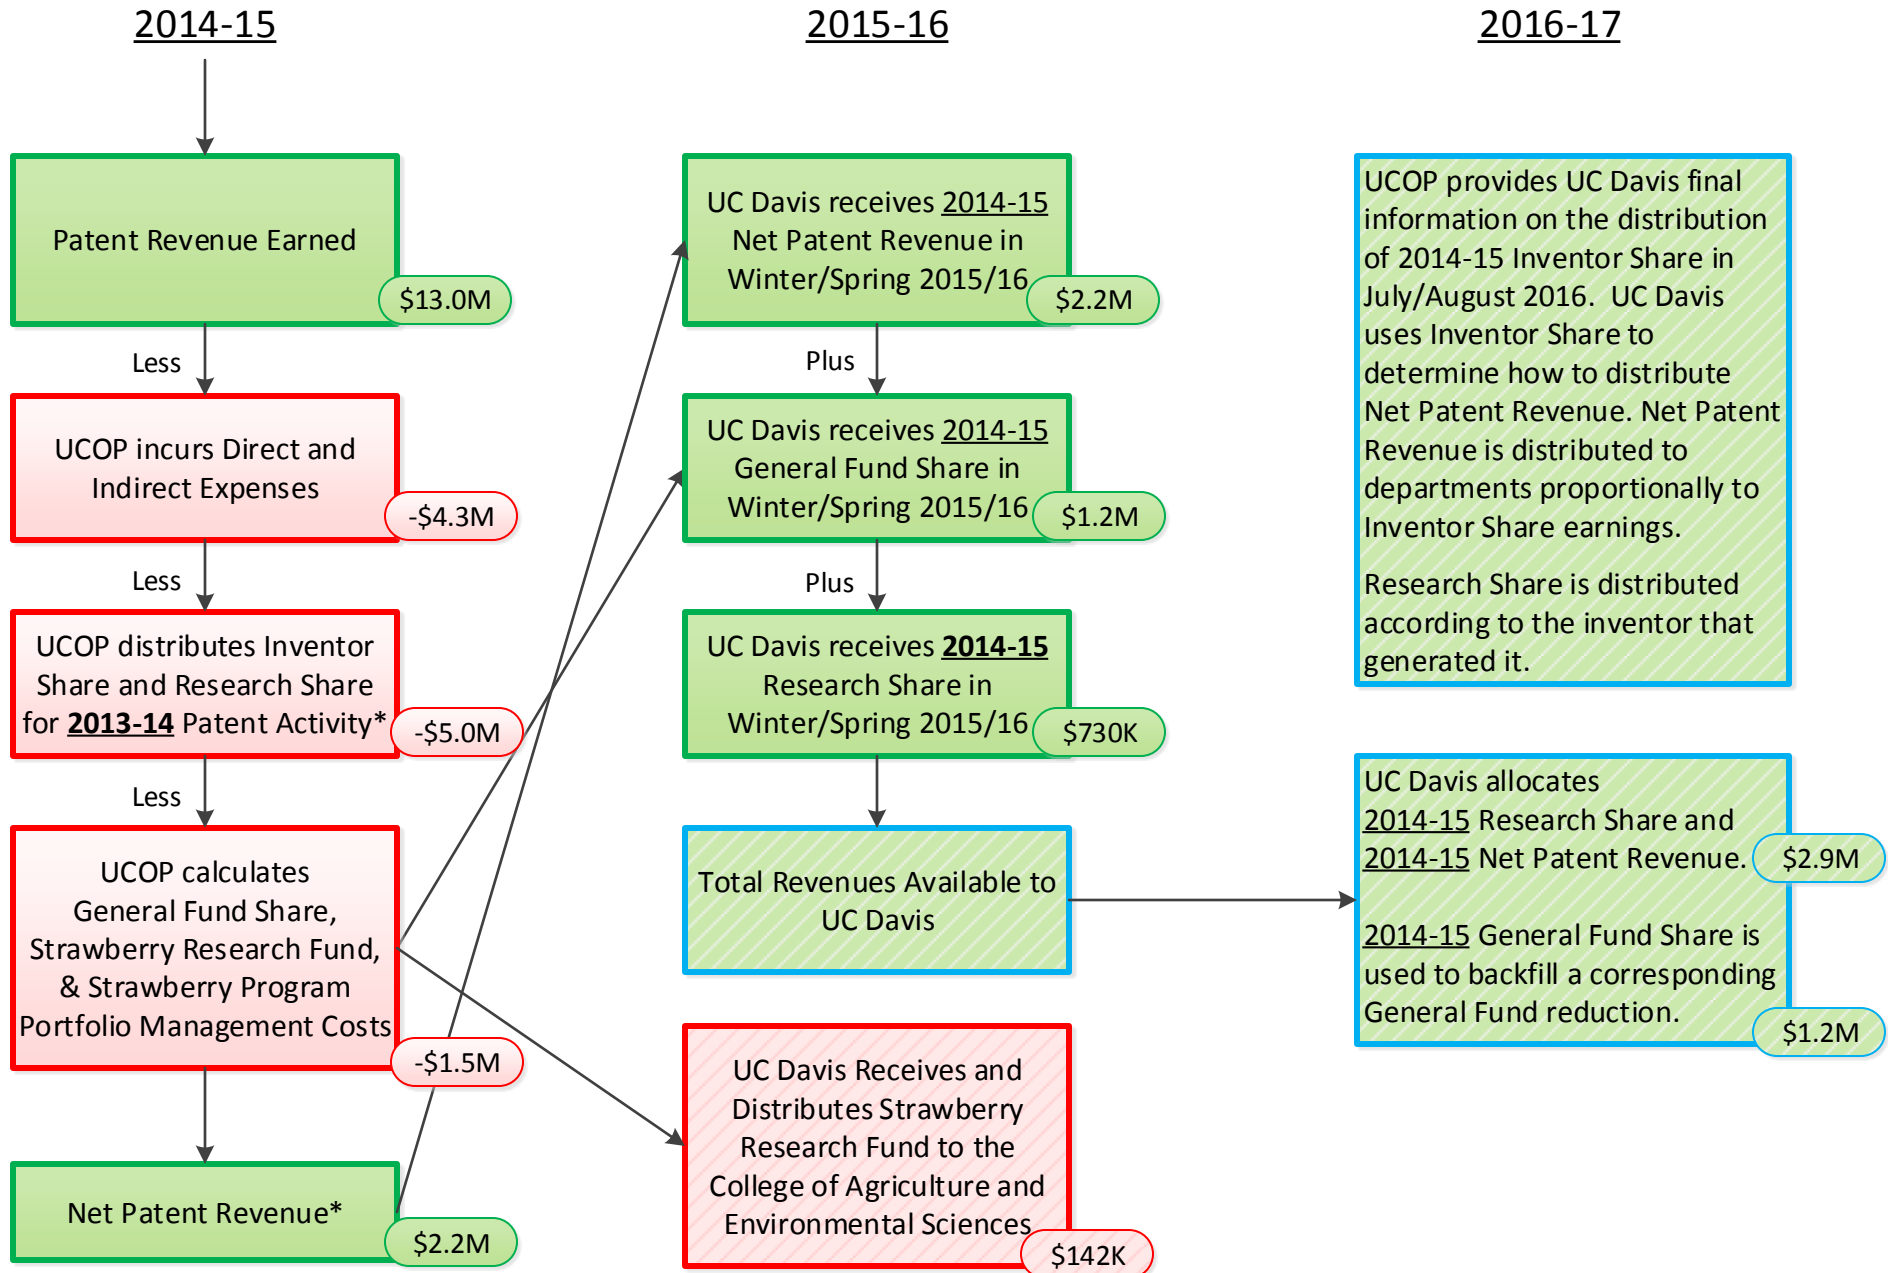 2014-15
Patent Revenue Earned
$13.0M
Less
UCOP incurs Direct and
Indirect Expenses
-$4.3M
Less
UCOP distributes Inventor
Share and Research Share
for 2013-14 Patent Activity*
-$5.0M
Less
UCOP calculates
General Fund Share,
Strawberry Research Fund,
& Strawberry Program
Portfolio Management Costs
-$1.5M
Net Patent Revenue*
$2.2M
2015-16
UC Davis receives 2014-15
Net Patent Revenue in
Winter/Spring 2015/16
$2.2M
Plus
UC Davis receives 2014-15
General Fund Share in
Winter/Spring 2015/16
$1.2M
Plus
UC Davis receives 2014-15
Research Share in
Winter/Spring 2015/16
$730K
Total Revenues Available to
UC Davis
UC Davis Receives and
Distributes Strawberry
Research Fund to the
College of Agriculture and
Environmental Sciences
$142K
2016-17
UCOP provides UC Davis final
information on the distribution
of 2014-15 Inventor Share in
July/August 2016.  UC Davis
uses Inventor Share to
determine how to distribute
Net Patent Revenue. Net Patent
Revenue is distributed to
departments proportionally to
Inventor Share earnings.
Research Share is distributed
according to the inventor that
generated it.
UC Davis allocates
2014-15 Research Share and
2014-15 Net Patent Revenue.
$2.9M
2014-15 General Fund Share is
used to backfill a corresponding
General Fund reduction.
$1.2M